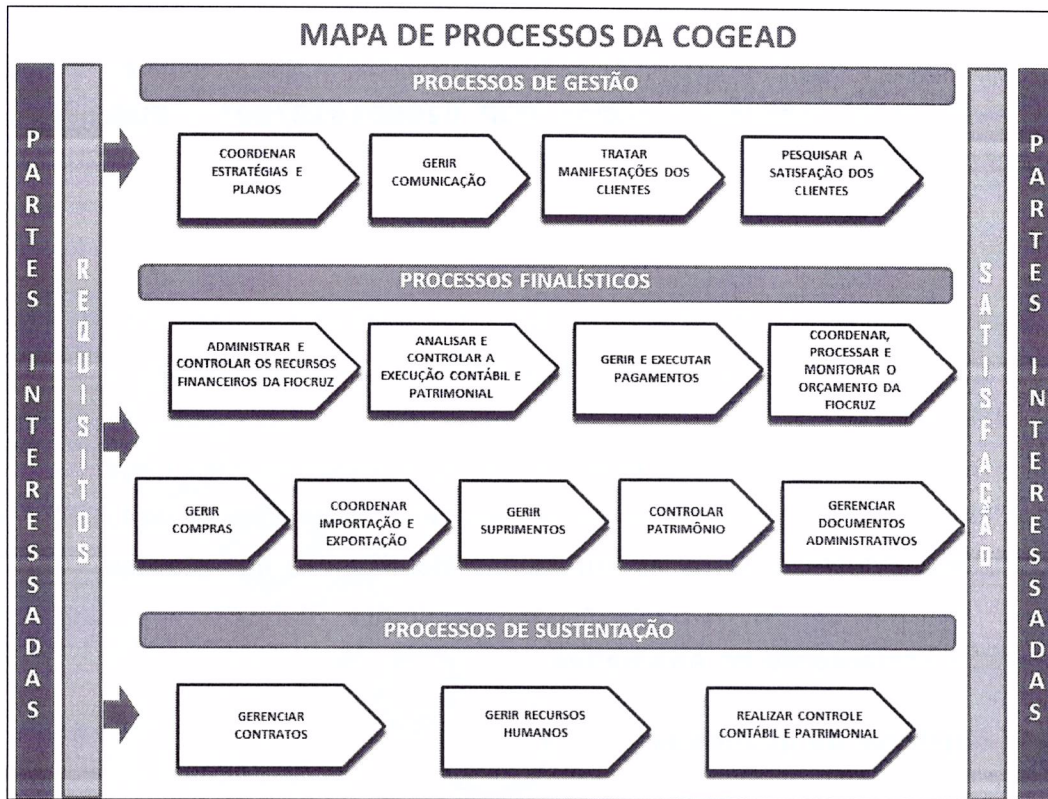 MAPA DE PROCESSOS DA COGEAD
PARTES INTERESSADAS
REQUISITOS
PROCESSOS DE GESTÃO
COORDENAR
ESTRATÉGIAS E
PLANOS
GERIR
COMUNICAÇÃO
TRATAR
MANIFESTAÇÕES DOS
CLIENTES
PESQUISAR A
SATISFAÇÃO DOS
CLIENTES
PROCESSOS FINALÍSTICOS
ADMINISTRAR E
CONTROLAR OS RECURSOS
FINANCEIROS DA FIOCRUZ
ANALISAR E
CONTROLAR A
EXECUÇÃO CONTÁBIL E
PATRIMONIAL
GERIR E EXECUTAR
PAGAMENTOS
COORDENAR,
PROCESSAR E
MONITORAR O
ORÇAMENTO DA
FIOCRUZ
GERIR
COMPRAS
COORDENAR
IMPORTAÇÃO E
EXPORTAÇÃO
GERIR
SUPRIMENTOS
CONTROLAR
PATRIMÔNIO
GERENCIAR
DOCUMENTOS
ADMINISTRATIVOS
PROCESSOS DE SUSTENTAÇÃO
GERENCIAR
CONTRATOS
GERIR RECURSOS
HUMANOS
REALIZAR CONTROLE
CONTÁBIL E PATRIMONIAL
SATISFAÇÃO
PARTES INTERESSADAS